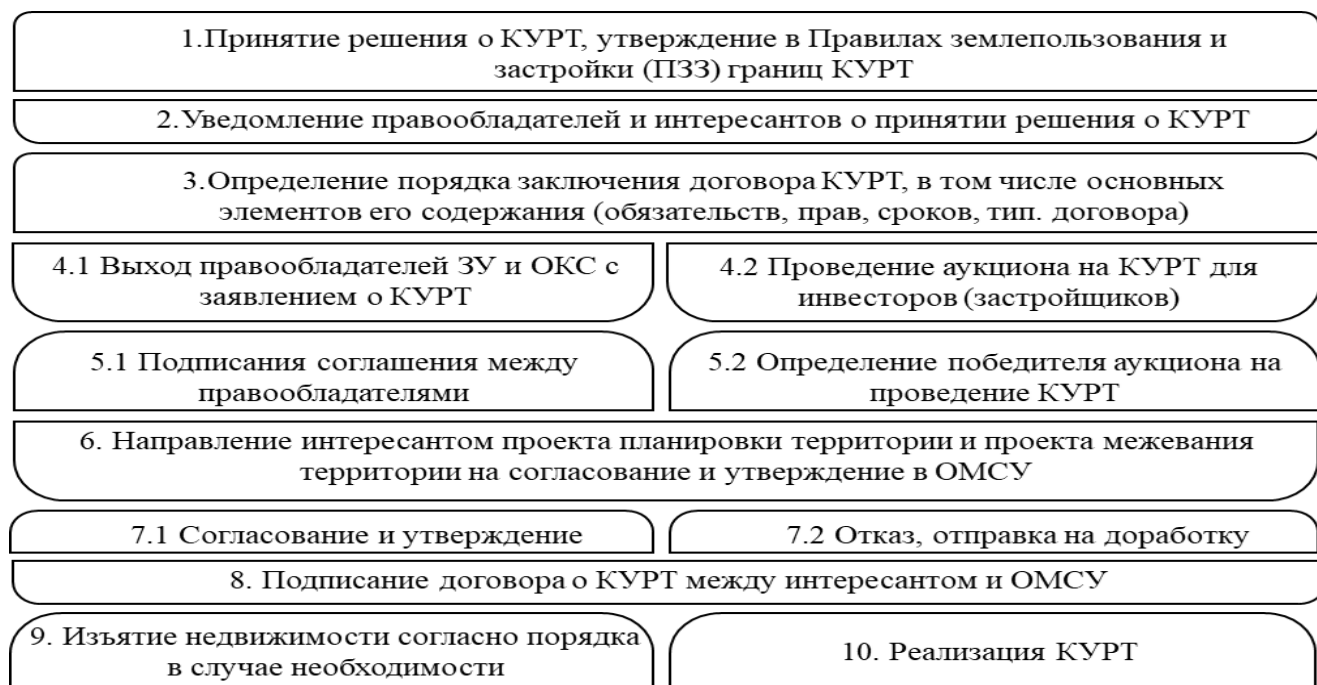 1.Принятие решения о КУРТ, утверждение в Правилах землепользования и
застройки (ПЗЗ) границ КУРТ
2.Уведомление правообладателей и интересантов о принятии решения о КУРТ
3.Определение порядка заключения договора КУРТ, в том числе основных
элементов его содержания (обязательств, прав, сроков, тип. договора)
4.1 Выход правообладателей ЗУ и ОКС с
заявлением о КУРТ
4.2 Проведение аукциона на КУРТ для
инвесторов (застройщиков)
5.1 Подписания соглашения между
правообладателями
5.2 Определение победителя аукциона на
проведение КУРТ
6. Направление интересантом проекта планировки территории и проекта межевания
территории на согласование и утверждение в ОМСУ
7.1 Согласование и утверждение
7.2 Отказ, отправка на доработку
8. Подписание договора о КУРТ между интересантом и ОМСУ
9. Изъятие недвижимости согласно порядка
в случае необходимости
10. Реализация КУРТ